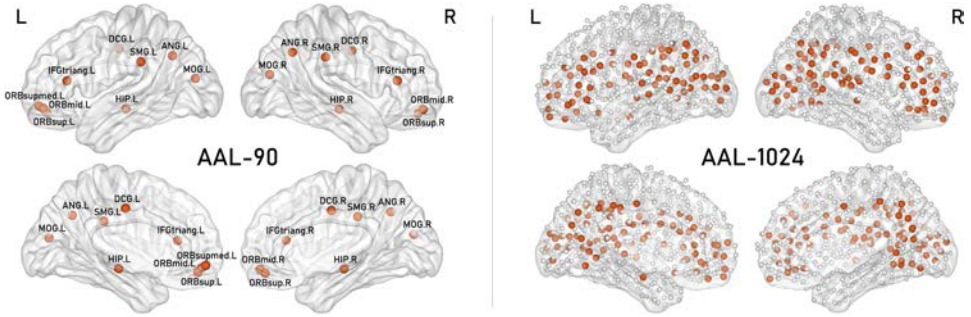 L
R
DCG.L
ANG.L
SMG.L
MOG.L
IFGtriang.L
ORBsupmed.L
ORBmid.L
HIP.L
ORBsup.L
DCG.R
ANG.R
SMG.R
MOG.R
IFGtriang.R
HIP.R
ORBmid.R
ORBsup.R
AAL-90
DCG.L
ANG.L
SMG.L
MOG.L
IFGtriang.L
ORBsupmed.L
ORBmid.L
HIP.L
ORBsup.L
DCG.R
ANG.R
SMG.R
MOG.R
IFGtriang.R
ORBmid.R
HIP.R
ORBsup.R
L
R
AAL-1024